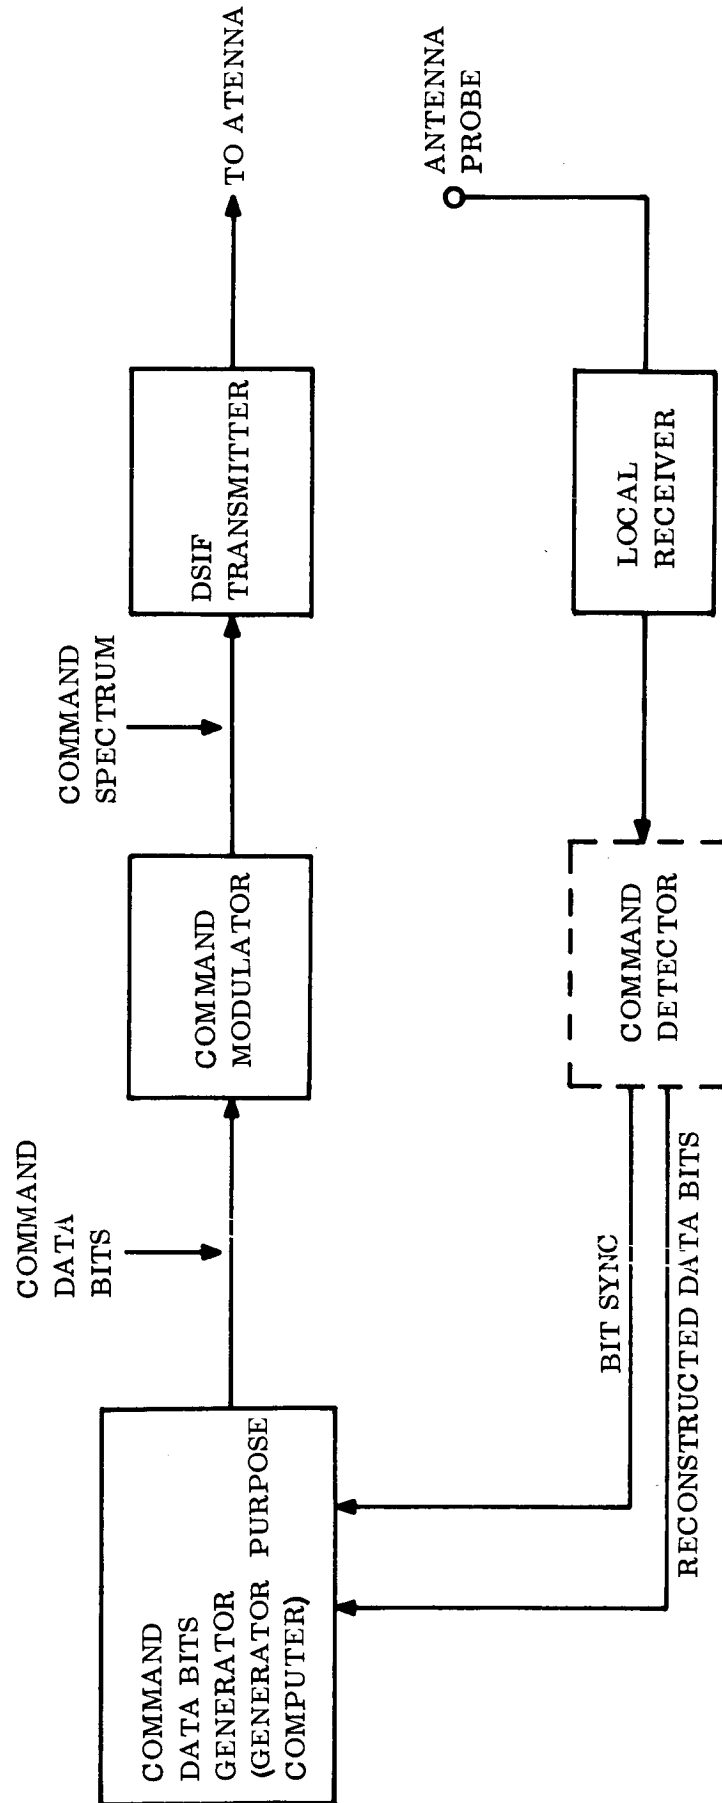 COMMAND
DATA BITS
GENERATOR
(GENERATOR PURPOSE
COMPUTER)
COMMAND
DATA
BITS
COMMAND
MODULATOR
COMMAND
SPECTRUM
DSIF
TRANSMITTER
TO ATENNA
ANTENNA
PROBE
LOCAL
RECEIVER
COMMAND
DETECTOR
BIT SYNC
RECONSTRUCTED DATA BITS